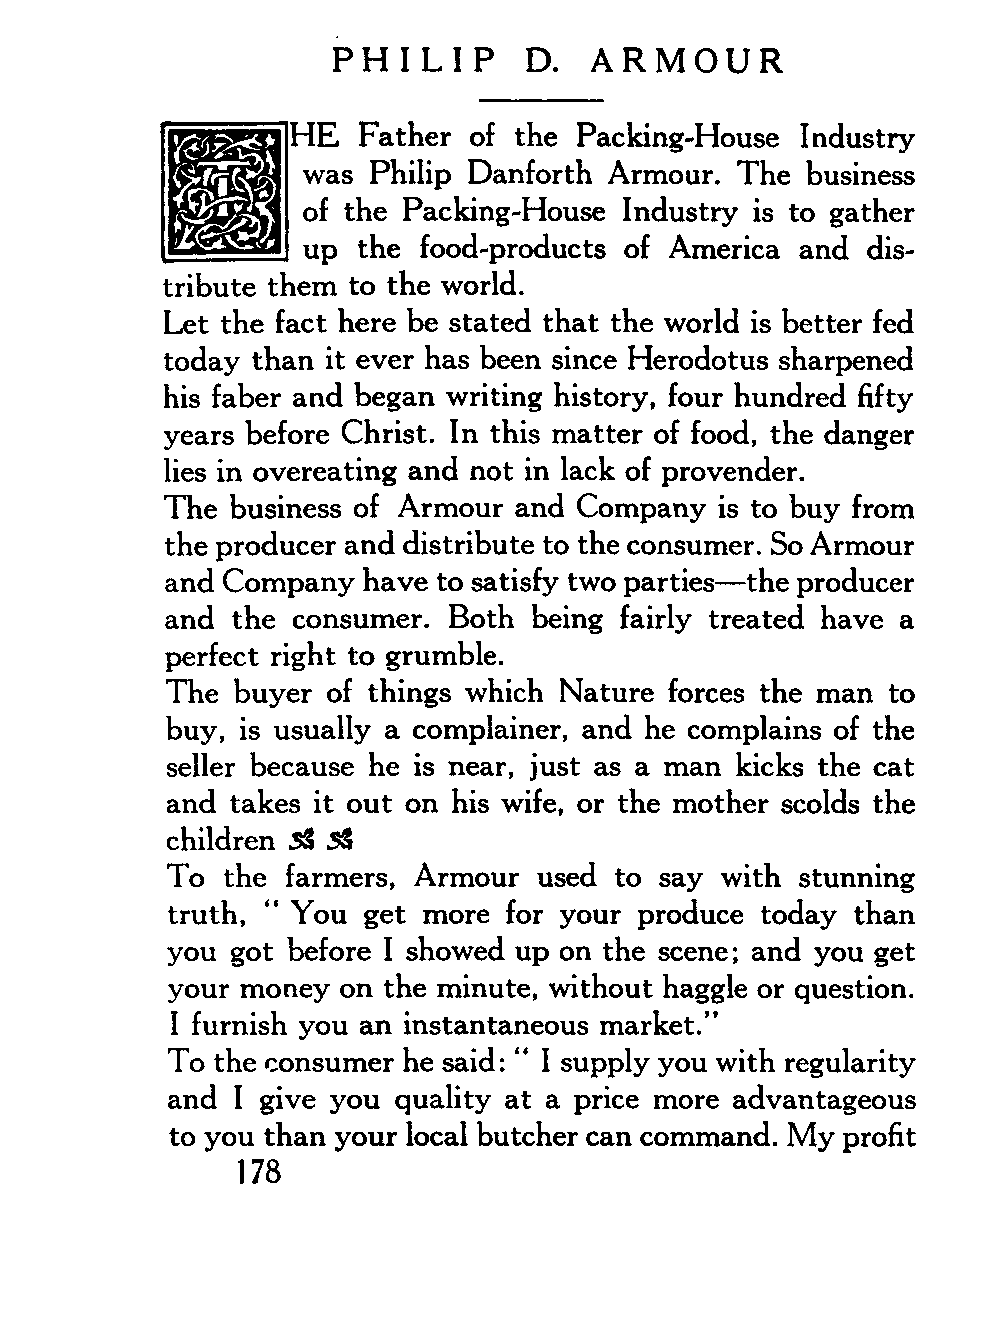 PHILIP D. ARMOUR
THE Father of the Packing-House Industry
was Philip Danforth Armour. The business
of the Packing-House Industry is to gather
up the food-products of America and dis-
tribute them to the world.
Let the fact here be stated that the world is better fed
today than it ever has been since Herodotus sharpened
his faber and began writing history, four hundred fifty
years before Christ. In this matter of food, the danger
lies in overeating and not in lack of provender.
The business of Armour and Company is to buy from
the producer and distribute to the consumer. So Armour
and Company have to satisfy two parties—the producer
and the consumer. Both being fairly treated have a
perfect right to grumble.
The buyer of things which Nature forces the man to
buy, is usually a complainer, and he complains of the
seller because he is near, just as a man kicks the cat
and takes it out on his wife, or the mother scolds the
children
To the farmers, Armour used to say with stunning
truth, " You get more for your produce today than
you got before I showed up on the scene; and you get
your money on the minute, without haggle or question.
I furnish you an instantaneous market."
To the consumer he said: " I supply you with regularity
and I give you quality at a price more advantageous
to you than your local butcher can command. My profit
178